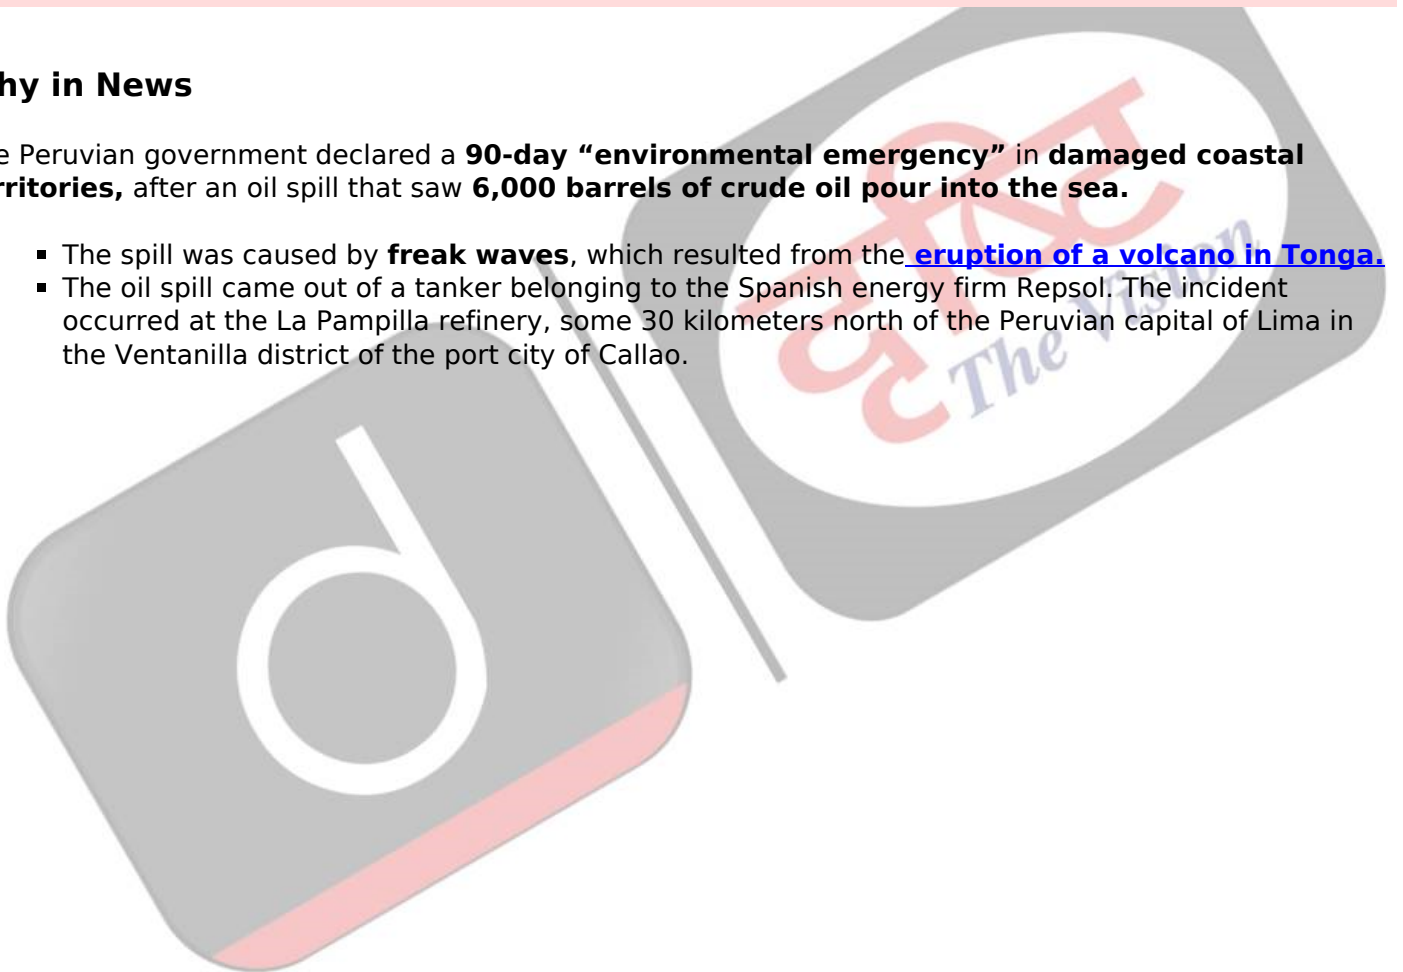 hy in News
e Peruvian government declared a 90-day “environmental emergency” in damaged coastal
rritories, after an oil spill that saw 6,000 barrels of crude oil pour into the sea.
▪ The spill was caused by freak waves, which resulted from the eruption of a volcano in Tonga.
▪ The oil spill came out of a tanker belonging to the Spanish energy firm Repsol. The incident
occurred at the La Pampilla refinery, some 30 kilometers north of the Peruvian capital of Lima in
the Ventanilla district of the port city of Callao.
दृष्टि
The Vision
d